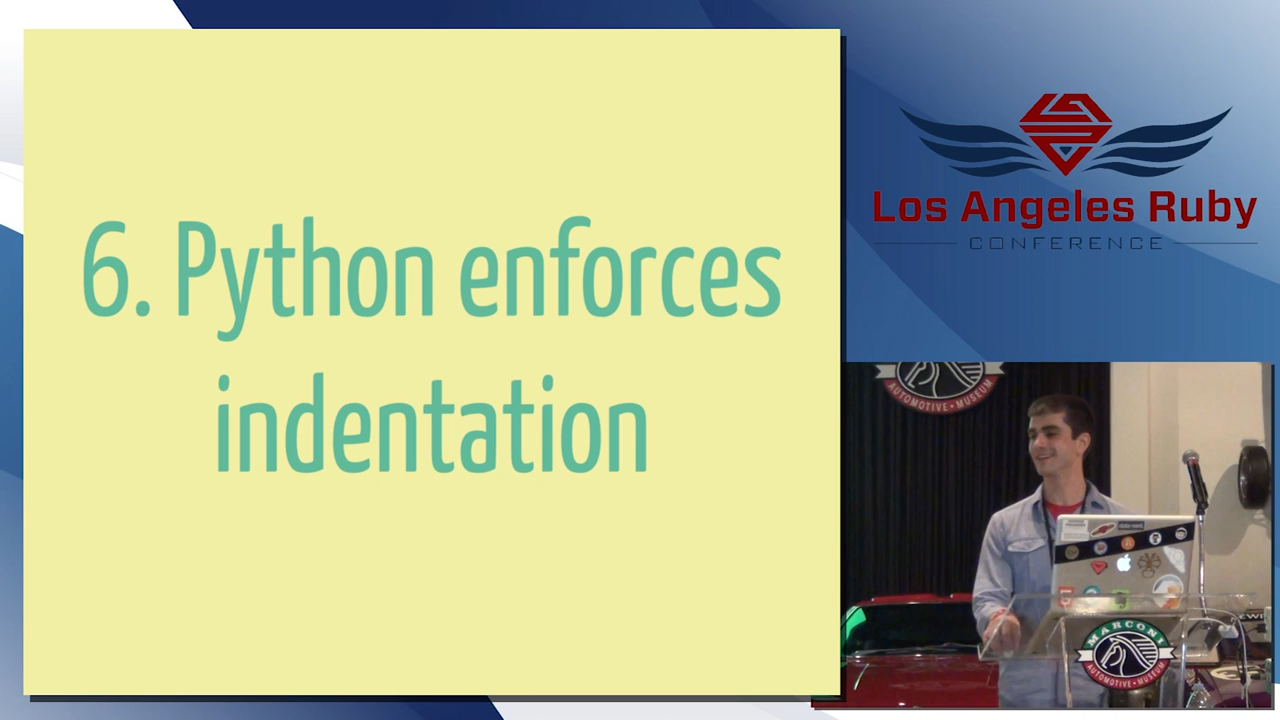 6. Python enforces
indentation
Los Angeles Ruby
CONFERENCE
AUTOMOTIVE • MUSEUM
MARCONI
AUTOMOTIVE • MUSEUM